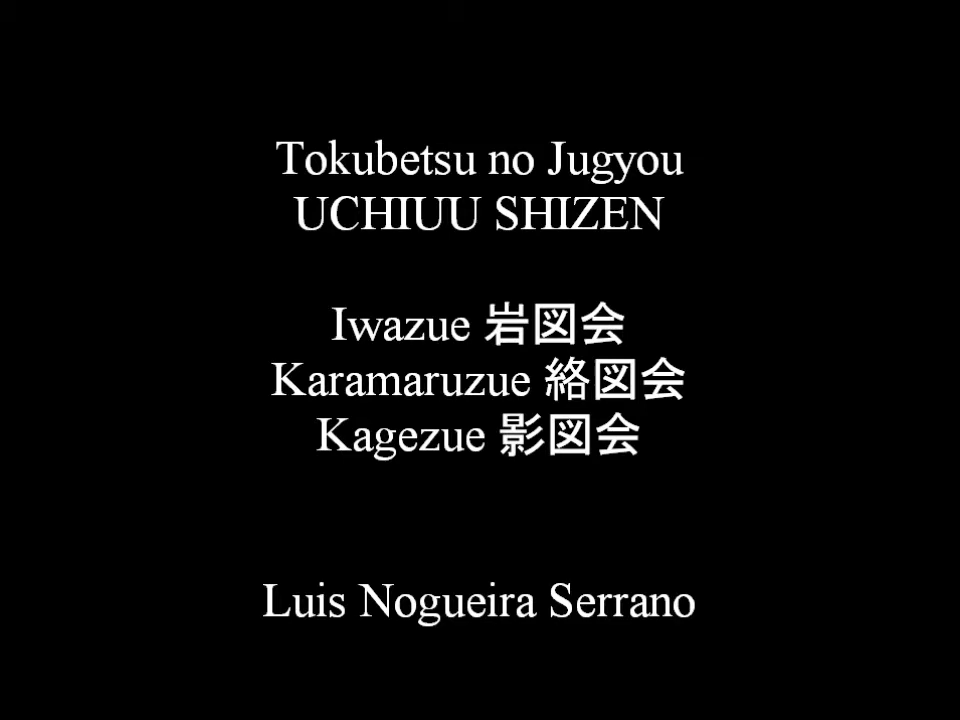 Tokubetsu no Jugyou
UCHIUU SHIZEN
Iwazue 岩図会
Karamaruzue 絡図会
Kagezue 影図会
Luis Nogueira Serrano